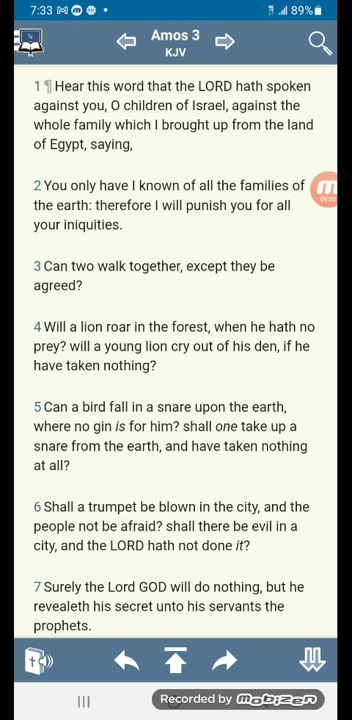 7:33 89%
Amos 3
KJV
1 ¶ Hear this word that the LORD hath spoken
against you, O children of Israel, against the
whole family which I brought up from the land
of Egypt, saying,
2 You only have I known of all the families of
the earth: therefore I will punish you for all
your iniquities.
09:03
3 Can two walk together, except they be
agreed?
4 Will a lion roar in the forest, when he hath no
prey? will a young lion cry out of his den, if he
have taken nothing?
5 Can a bird fall in a snare upon the earth,
where no gin is for him? shall one take up a
snare from the earth, and have taken nothing
at all?
6 Shall a trumpet be blown in the city, and the
people not be afraid? shall there be evil in a
city, and the LORD hath not done it?
7 Surely the Lord GOD will do nothing, but he
revealeth his secret unto his servants the
prophets.
Recorded by mobizen